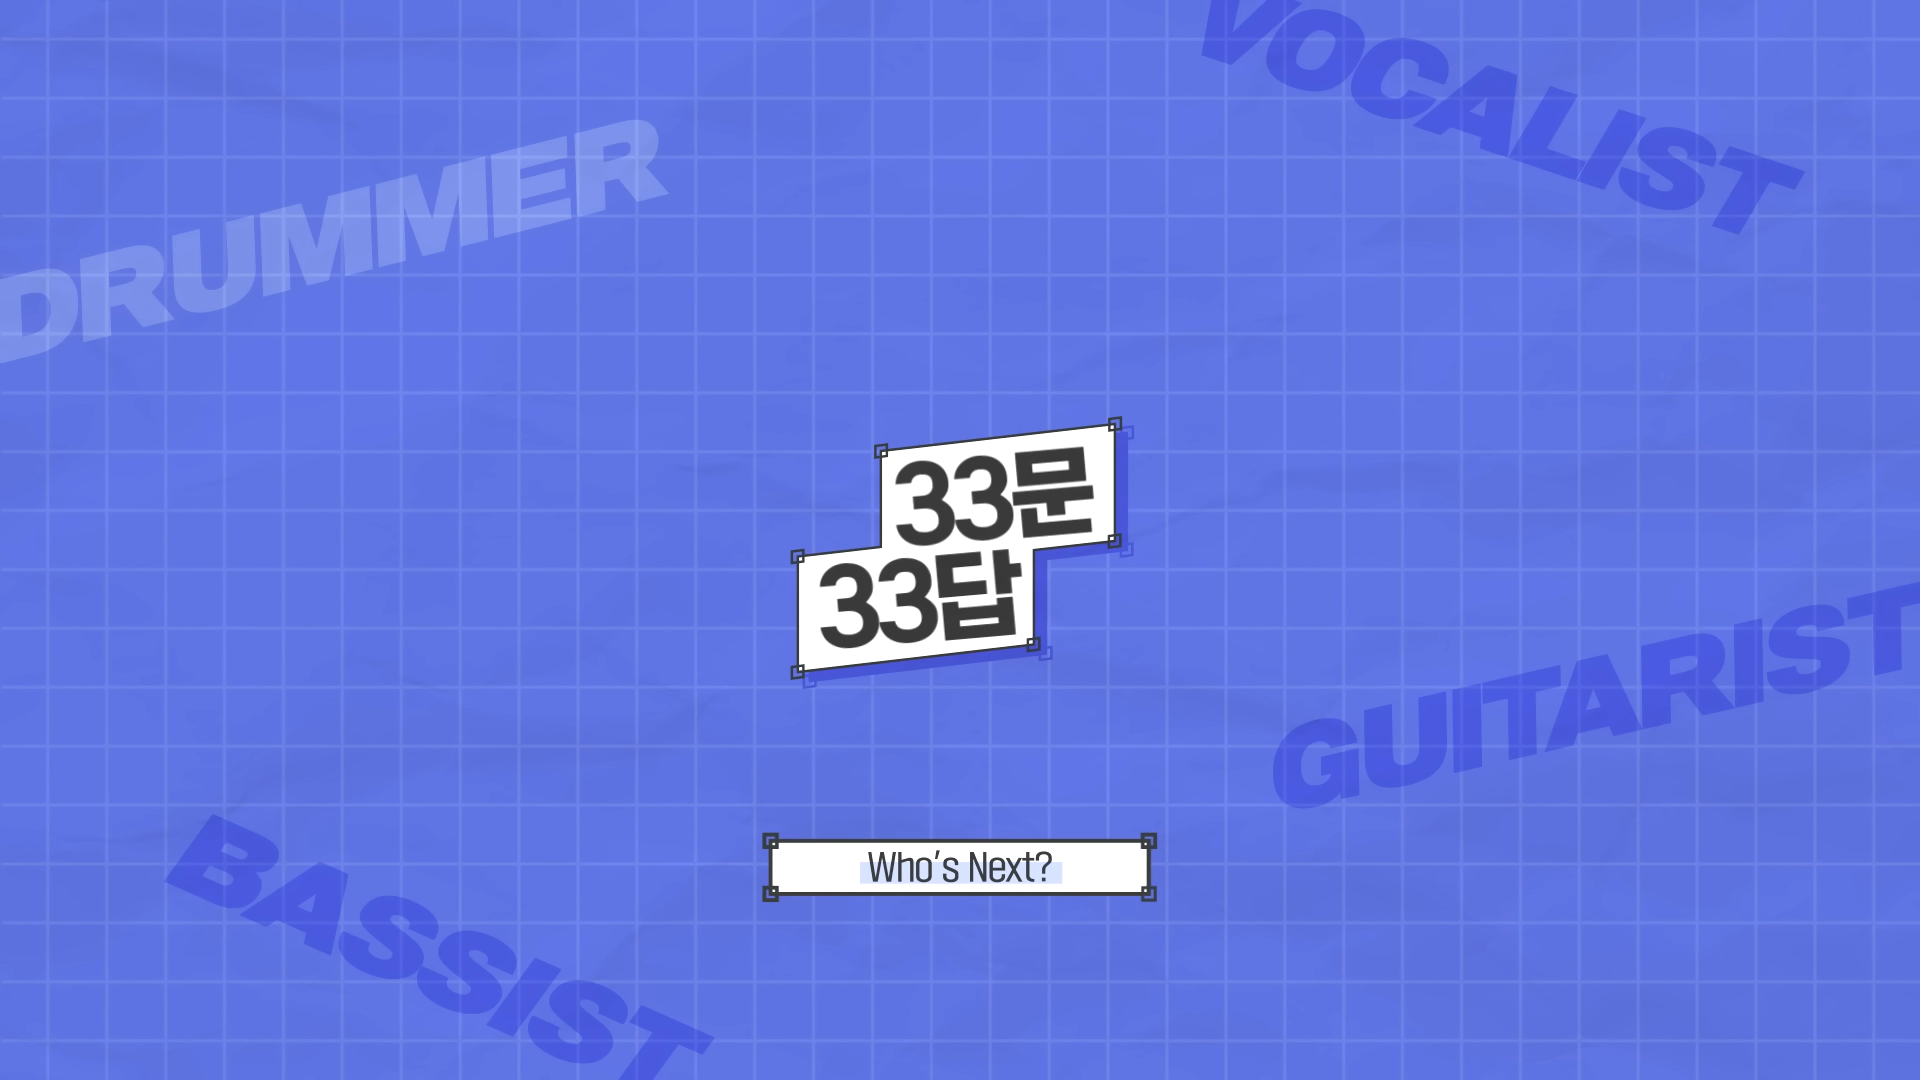 VOCALIST
DRUMMER
33문
33답
GUITARIST
Who's Next?
BASSIST